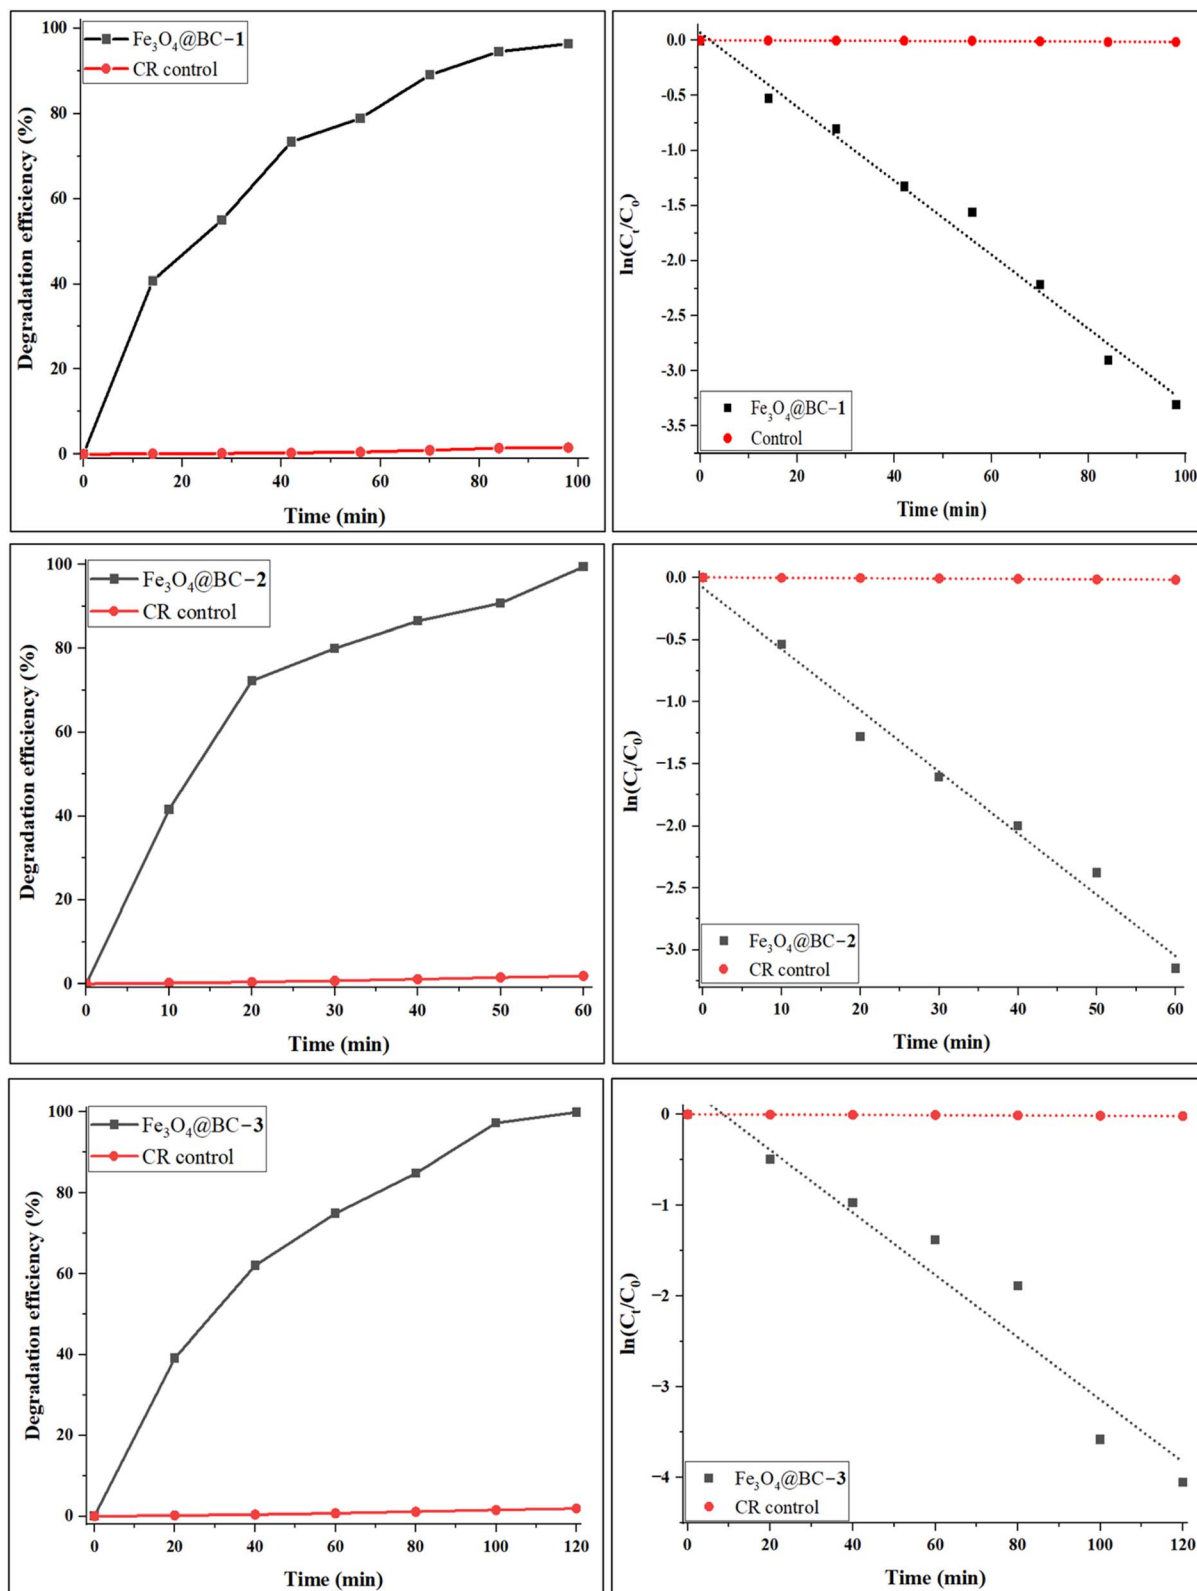 Fe₃O₄@BC−1
CR control
Degradation efficiency (%)
100
80
60
40
20
0
0 20 40 60 80 100
Time (min)
0.0
-0.5
-1.0
-1.5
-2.0
-2.5
-3.0
-3.5
ln(Cₜ/C₀)
Fe₃O₄@BC−1
Control
0 20 40 60 80 100
Time (min)
Fe₃O₄@BC−2
CR control
Degradation efficiency (%)
100
80
60
40
20
0
0 10 20 30 40 50 60
Time (min)
0.0
−0.5
−1.0
−1.5
−2.0
−2.5
−3.0
ln(Cₜ/C₀)
Fe₃O₄@BC−2
CR control
0 10 20 30 40 50 60
Time (min)
Fe₃O₄@BC−3
CR control
Degradation efficiency (%)
100
80
60
40
20
0
0 20 40 60 80 100 120
Time (min)
0
−1
−2
−3
−4
ln(Cₜ/C₀)
Fe₃O₄@BC−3
CR control
0 20 40 60 80 100 120
Time (min)